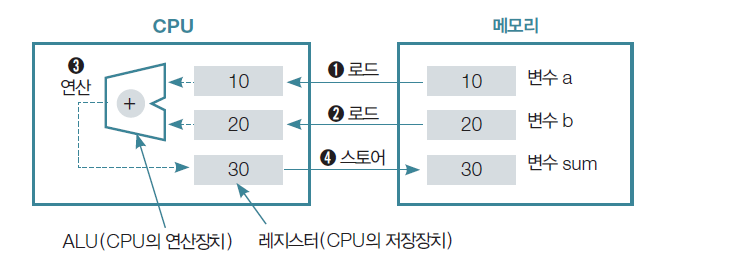 CPU
메모리
❸
연산
+
10
❶ 로드
10
변수 a
20
❷ 로드
20
변수 b
30
❹ 스토어
30
변수 sum
ALU(CPU의 연산장치)
레지스터(CPU의 저장장치)